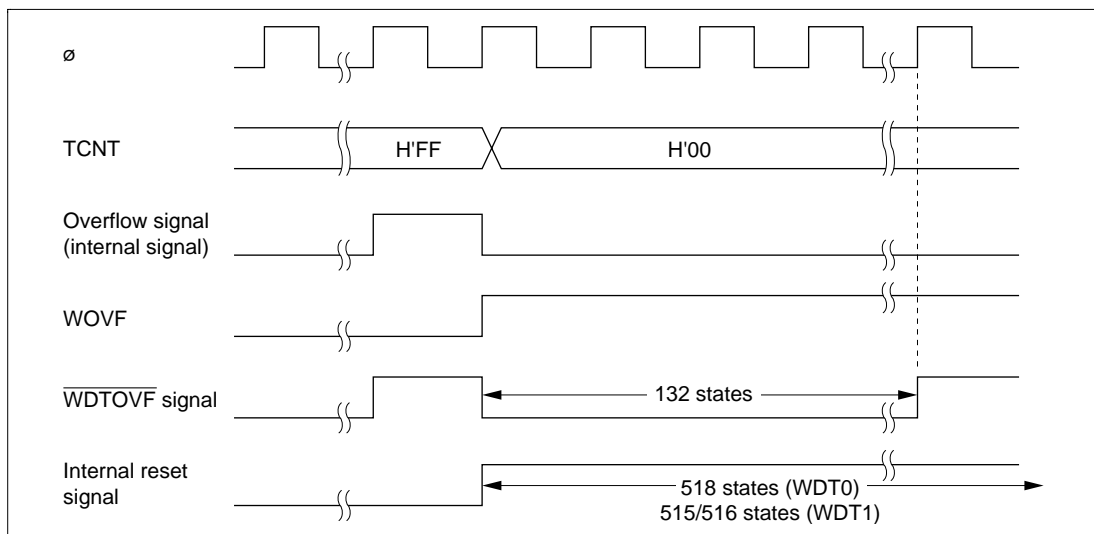 ø
TCNT
H'FF
H'00
Overflow signal
(internal signal)
WOVF
WDTOVF signal
132 states
Internal reset
signal
518 states (WDT0)
515/516 states (WDT1)